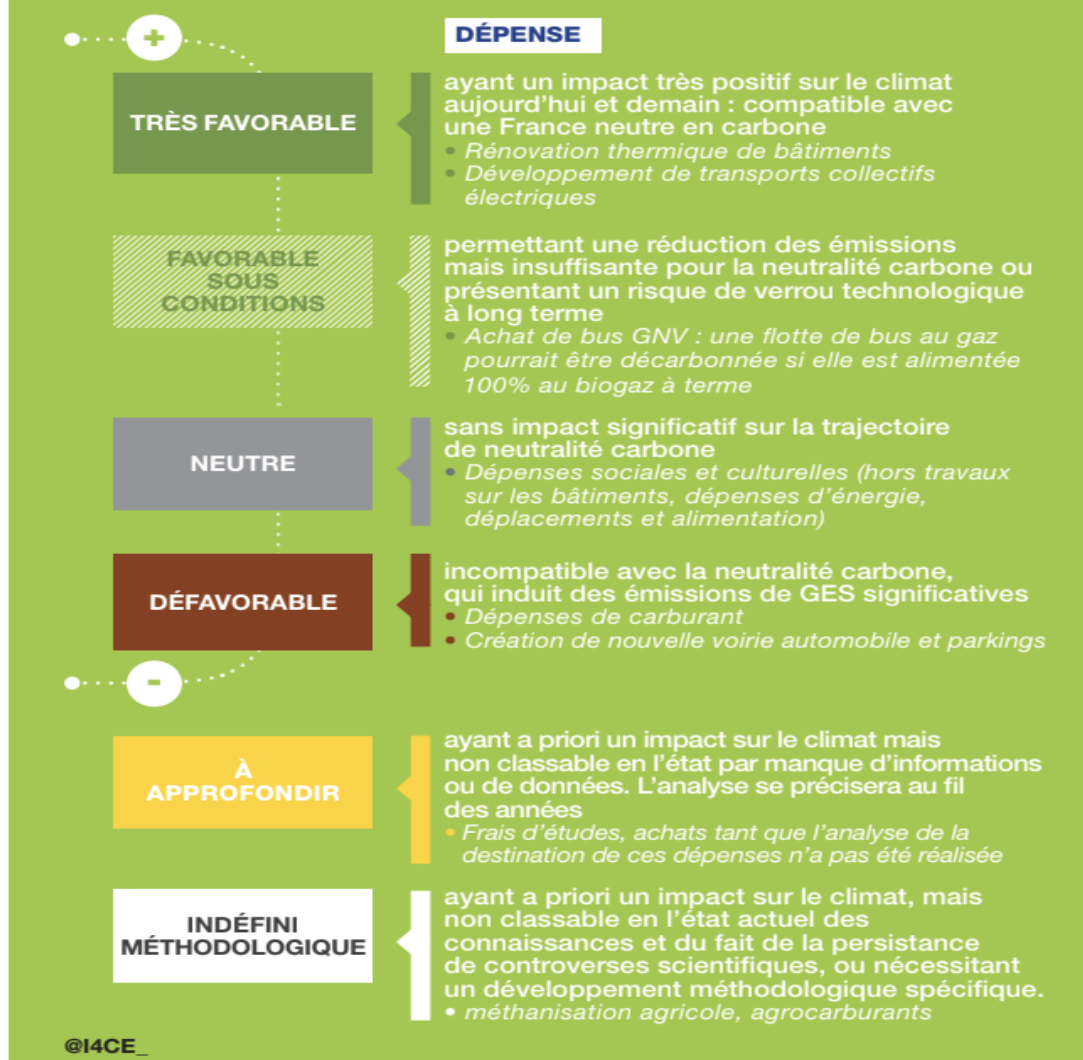 +
DÉPENSE
TRÈS FAVORABLE
ayant un impact très positif sur le climat
aujourd'hui et demain : compatible avec
une France neutre en carbone
• Rénovation thermique de bâtiments
• Développement de transports collectifs
électriques
FAVORABLE
SOUS
CONDITIONS
permettant une réduction des émissions
mais insuffisante pour la neutralité carbone ou
présentant un risque de verrou technologique
à long terme
• Achat de bus GNV : une flotte de bus au gaz
pourrait être décarbonnée si elle est alimentée
100% au biogaz à terme
NEUTRE
sans impact significatif sur la trajectoire
de neutralité carbone
• Dépenses sociales et culturelles (hors travaux
sur les bâtiments, dépenses d'énergie,
déplacements et alimentation)
DÉFAVORABLE
incompatible avec la neutralité carbone,
qui induit des émissions de GES significatives
• Dépenses de carburant
• Création de nouvelle voirie automobile et parkings
-
À
APPROFONDIR
ayant a priori un impact sur le climat mais
non classable en l'état par manque d'informations
ou de données. L'analyse se précisera au fil
des années
• Frais d'études, achats tant que l'analyse de la
destination de ces dépenses n'a pas été réalisée
INDÉFINI
MÉTHODOLOGIQUE
ayant a priori un impact sur le climat, mais
non classable en l'état actuel des
connaissances et du fait de la persistance
de controverses scientifiques, ou nécessitant
un développement méthodologique spécifique.
• méthanisation agricole, agrocarburants
@I4CE_